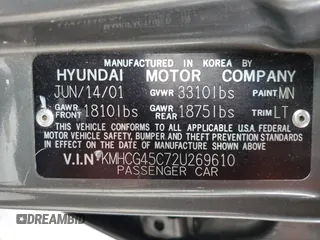 MANUFACTURED IN KOREA BY
HYUNDAI MOTOR COMPANY
JUN/14/01 GVWR 3310lbs PAINT MN
GAWR FRONT 1810lbs GAWR REAR 1875lbs TRIM LT
THIS VEHICLE CONFORMS TO ALL APPLICABLE U.S.A FEDERAL
MOTOR VEHICLE SAFETY, BUMPER AND THEFT PREVENTION STANDARDS
IN EFFECT ON THE DATE OF MANUFACTURE SHOWN ABOVE.
V.I.N KMHCG45C72U269610
PASSENGER CAR
DREAMBID